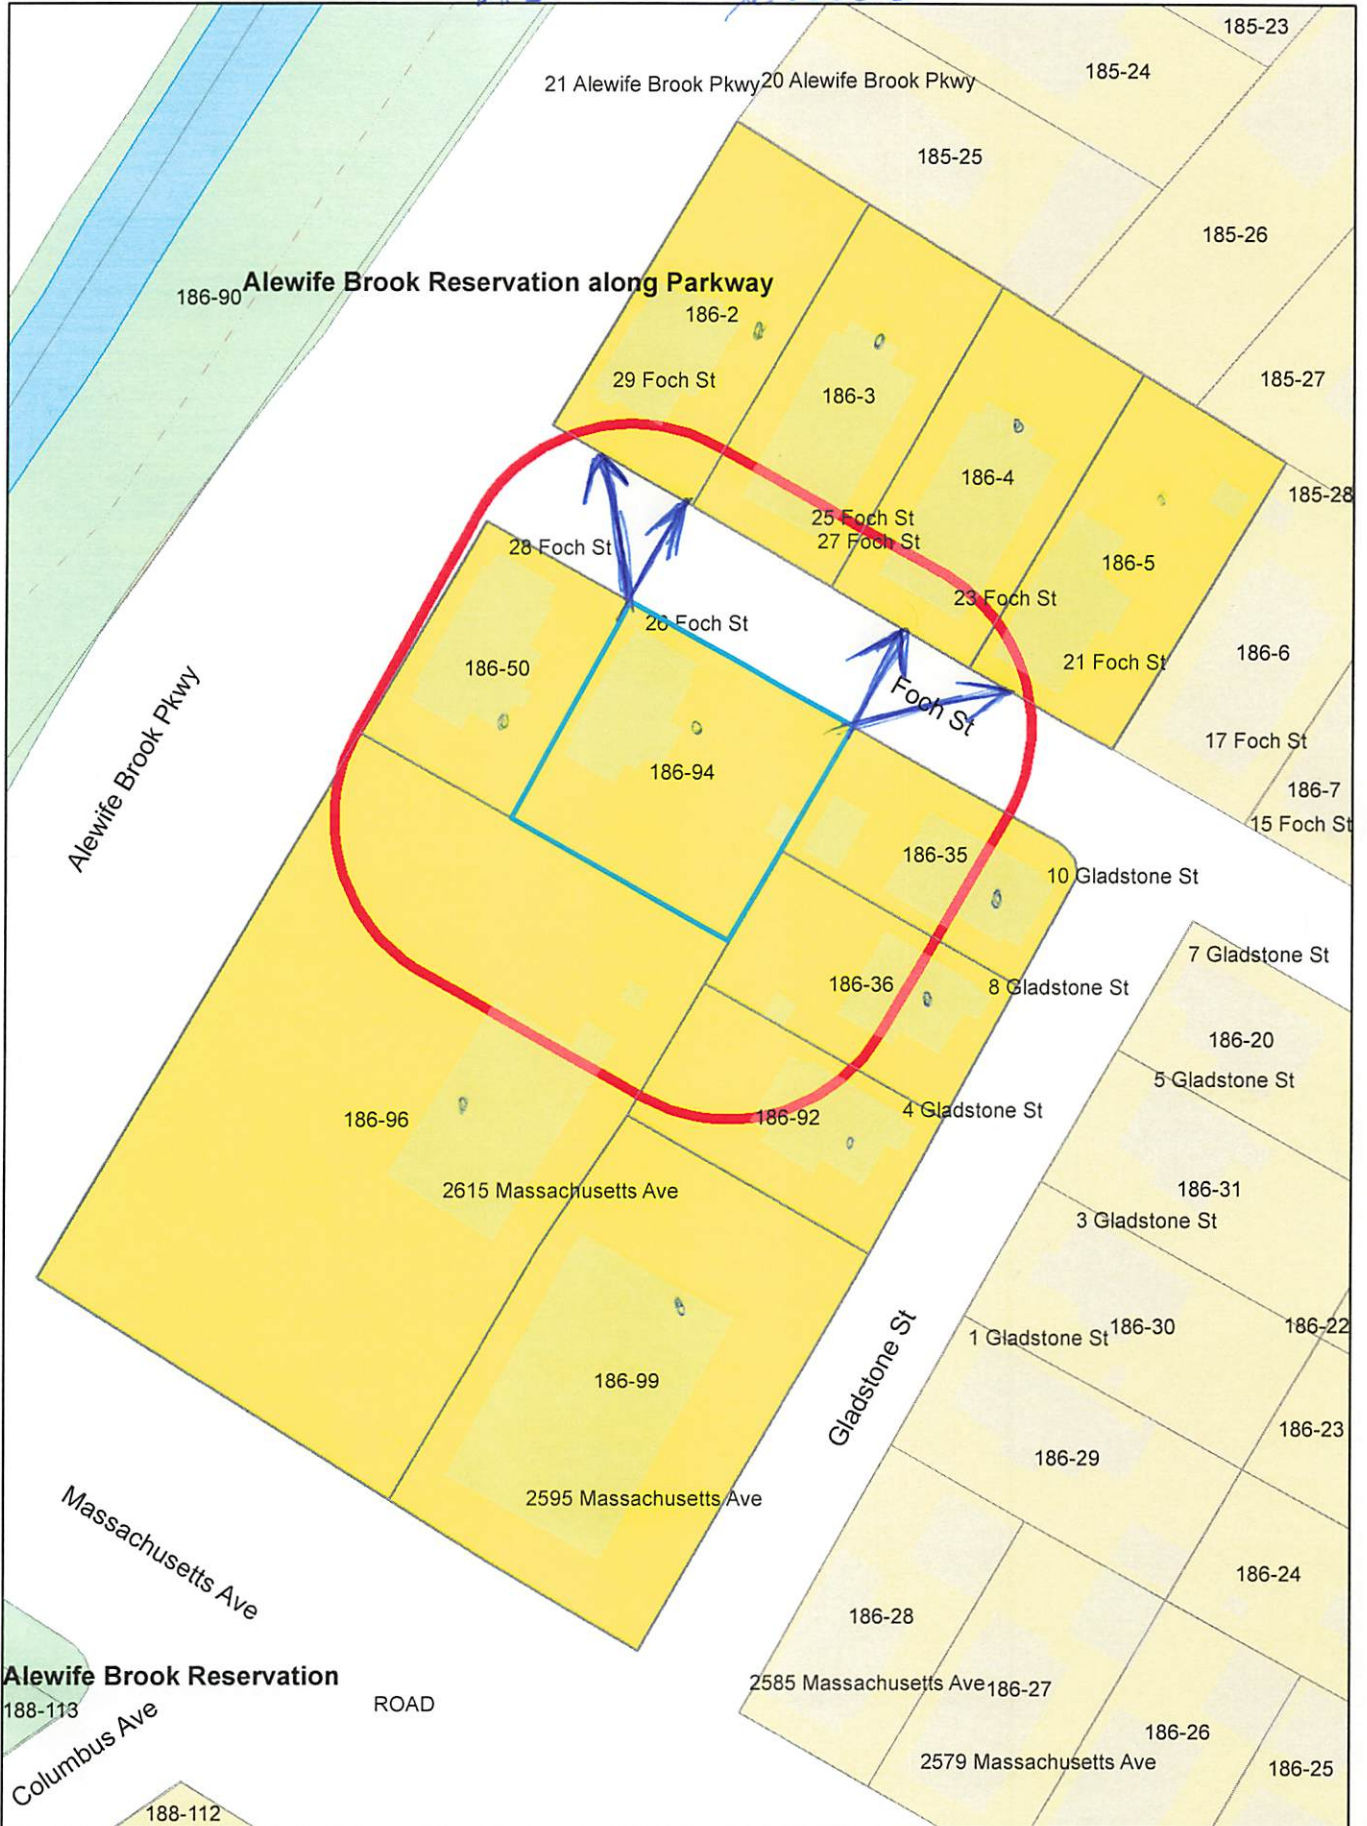 185-23
185-24
21 Alewife Brook Pkwy
20 Alewife Brook Pkwy
185-25
185-26
Alewife Brook Reservation along Parkway
186-90
186-2
29 Foch St
186-3
185-27
186-4
185-28
25 Foch St
27 Foch St
28 Foch St
186-5
23 Foch St
26 Foch St
186-50
21 Foch St
186-6
Foch St
17 Foch St
186-94
186-7
15 Foch St
Alewife Brook Pkwy
186-35
10 Gladstone St
7 Gladstone St
186-36
8 Gladstone St
186-20
5 Gladstone St
186-96
186-92
4 Gladstone St
2615 Massachusetts Ave
186-31
3 Gladstone St
186-30
186-22
1 Gladstone St
Gladstone St
186-99
186-23
186-29
2595 Massachusetts Ave
Massachusetts Ave
186-24
186-28
Alewife Brook Reservation
2585 Massachusetts Ave
186-27
188-113
ROAD
Columbus Ave
186-26
2579 Massachusetts Ave
186-25
188-112